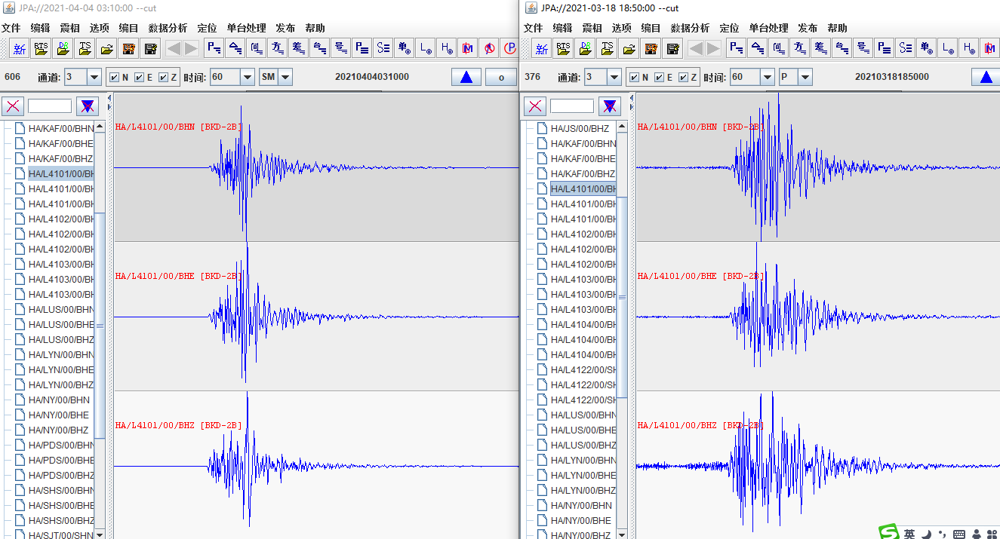 JPA://2021-04-04 03:10:00 --cut
文件 编辑 震相 选项 编目 数据分析 定位 单台处理 发布 帮助
606 通道: 3 N E Z 时间: 60 SM 20210404031000 o
HA/KAF/00/BHN
HA/KAF/00/BHE
HA/KAF/00/BHZ
HA/L4101/00/BH
HA/L4101/00/BH
HA/L4101/00/BH
HA/L4102/00/BH
HA/L4102/00/BH
HA/L4102/00/BH
HA/L4103/00/BH
HA/L4103/00/BH
HA/L4103/00/BH
HA/LUS/00/BHN
HA/LUS/00/BHE
HA/LUS/00/BHZ
HA/LYN/00/BHN
HA/LYN/00/BHE
HA/LYN/00/BHZ
HA/NY/00/BHN
HA/NY/00/BHE
HA/NY/00/BHZ
HA/PDS/00/BHN
HA/PDS/00/BHE
HA/PDS/00/BHZ
HA/SHS/00/BHN
HA/SHS/00/BHE
HA/SHS/00/BHZ
HA/SJT/00/SHN
HA/L4101/00/BHN [BKD-2B]
HA/L4101/00/BHE [BKD-2B]
HA/L4101/00/BHZ [BKD-2B]
JPA://2021-03-18 18:50:00 --cut
文件 编辑 震相 选项 编目 数据分析 定位 单台处理 发布 帮助
376 通道: 3 N E Z 时间: 60 P 20210318185000
HA/JS/00/BHZ
HA/KAF/00/BHN
HA/KAF/00/BHE
HA/KAF/00/BHZ
HA/L4101/00/BH
HA/L4101/00/BH
HA/L4101/00/BH
HA/L4102/00/BH
HA/L4102/00/BH
HA/L4102/00/BH
HA/L4103/00/BH
HA/L4103/00/BH
HA/L4103/00/BH
HA/L4104/00/BH
HA/L4104/00/BH
HA/L4104/00/BH
HA/L4122/00/SH
HA/L4122/00/SH
HA/L4122/00/SH
HA/LUS/00/BHN
HA/LUS/00/BHE
HA/LUS/00/BHZ
HA/LYN/00/BHN
HA/LYN/00/BHE
HA/LYN/00/BHZ
HA/NY/00/BHN
HA/NY/00/BHE
HA/NY/00/BHZ
HA/L4101/00/BHN [BKD-2B]
HA/L4101/00/BHE [BKD-2B]
HA/L4101/00/BHZ [BKD-2B]
英